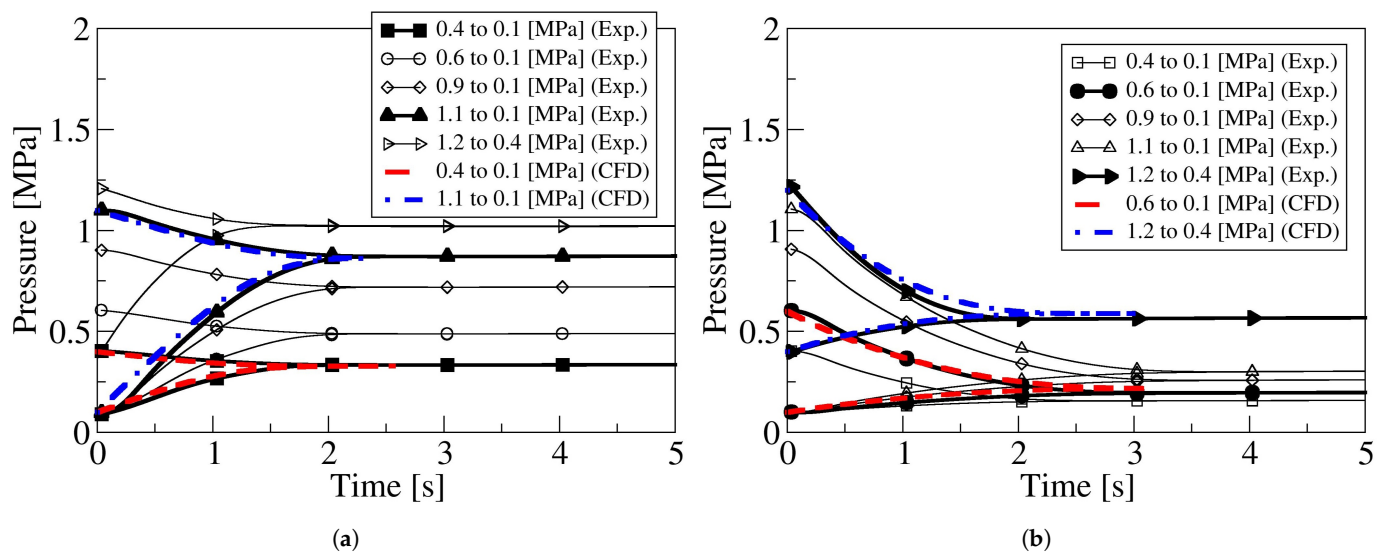 2
1.5
1
0.5
0
Pressure [MPa]
0.4 to 0.1 [MPa] (Exp.)
0.6 to 0.1 [MPa] (Exp.)
0.9 to 0.1 [MPa] (Exp.)
1.1 to 0.1 [MPa] (Exp.)
1.2 to 0.4 [MPa] (Exp.)
0.4 to 0.1 [MPa] (CFD)
1.1 to 0.1 [MPa] (CFD)
0 1 2 3 4 5
Time [s]
(a)
2
1.5
1
0.5
0
Pressure [MPa]
0.4 to 0.1 [MPa] (Exp.)
0.6 to 0.1 [MPa] (Exp.)
0.9 to 0.1 [MPa] (Exp.)
1.1 to 0.1 [MPa] (Exp.)
1.2 to 0.4 [MPa] (Exp.)
0.6 to 0.1 [MPa] (CFD)
1.2 to 0.4 [MPa] (CFD)
0 1 2 3 4 5
Time [s]
(b)